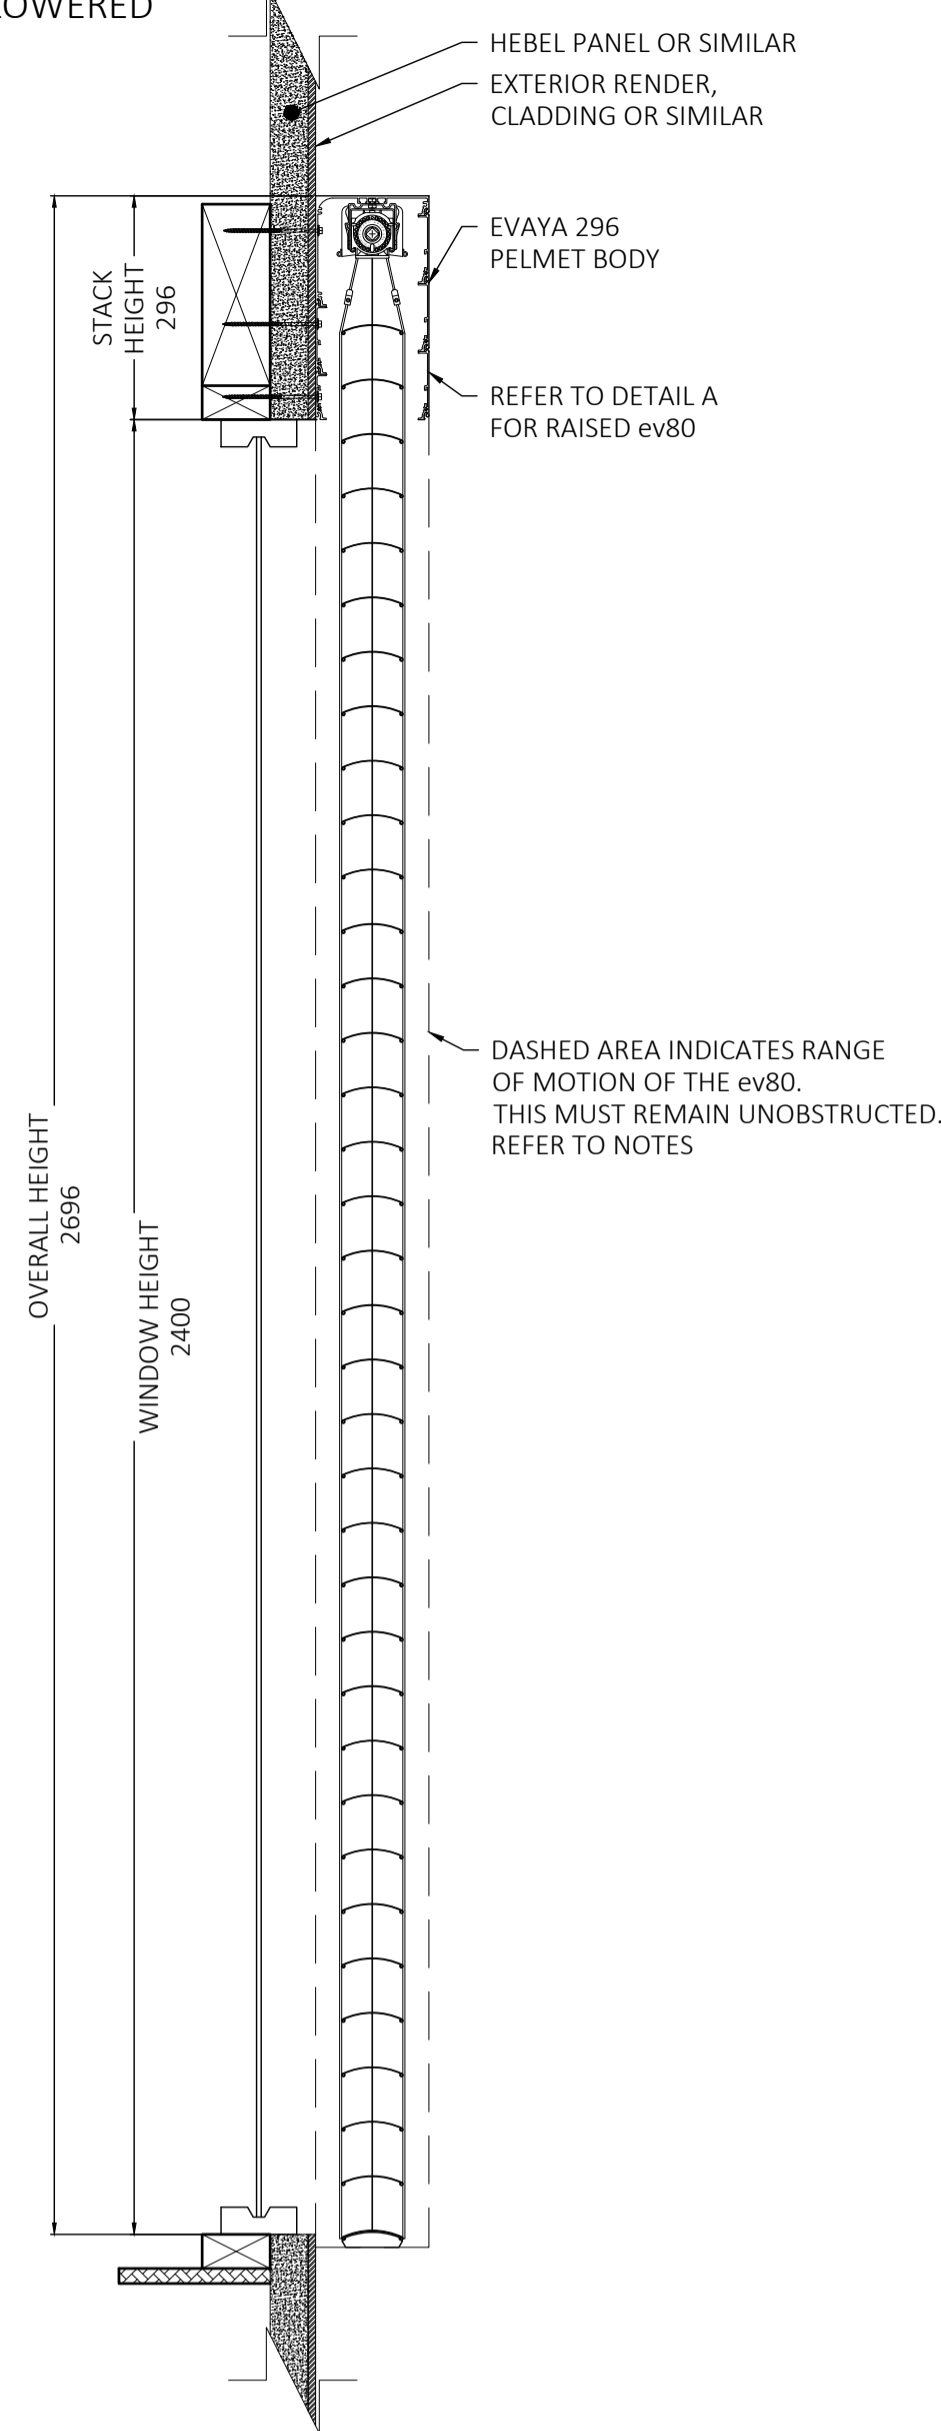 LOWERED
HEBEL PANEL OR SIMILAR
EXTERIOR RENDER,
CLADDING OR SIMILAR
EVAYA 296
PELMET BODY
STACK
HEIGHT
296
REFER TO DETAIL A
FOR RAISED ev80
DASHED AREA INDICATES RANGE
OF MOTION OF THE ev80.
THIS MUST REMAIN UNOBSTRUCTED.
REFER TO NOTES
OVERALL HEIGHT
2696
WINDOW HEIGHT
2400